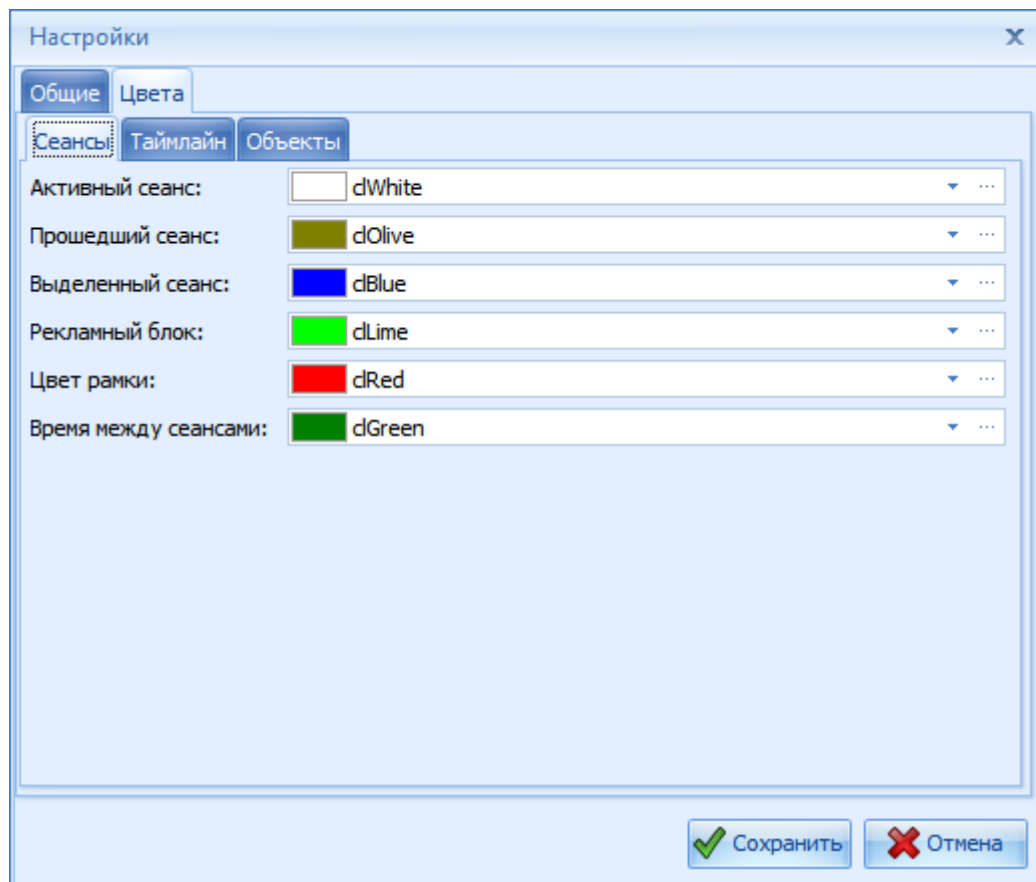 Настройки
Общие Цвета
Сеансы Таймлайн Объекты
Активный сеанс: clWhite
Прошедший сеанс: clOlive
Выделенный сеанс: clBlue
Рекламный блок: clLime
Цвет рамки: clRed
Время между сеансами: clGreen
Сохранить Отмена